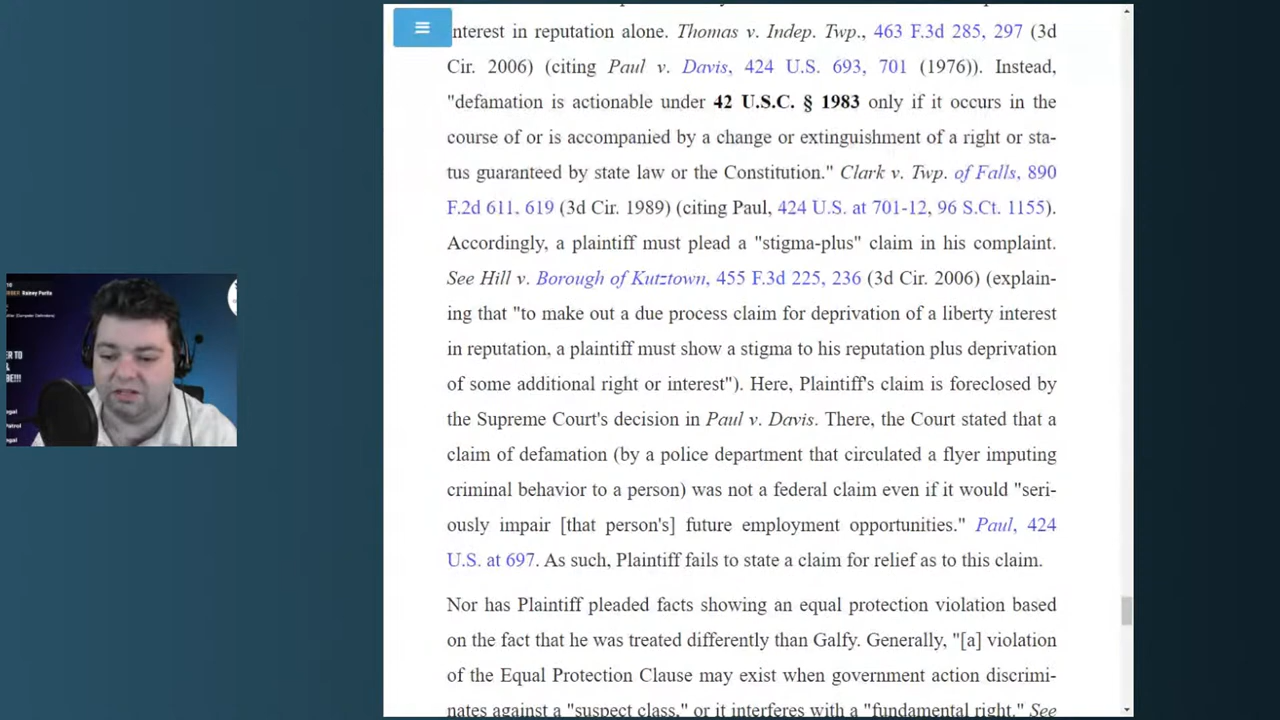 interest in reputation alone. Thomas v. Indep. Twp., 463 F.3d 285, 297 (3d
Cir. 2006) (citing Paul v. Davis, 424 U.S. 693, 701 (1976)). Instead,
"defamation is actionable under 42 U.S.C. § 1983 only if it occurs in the
course of or is accompanied by a change or extinguishment of a right or sta-
tus guaranteed by state law or the Constitution." Clark v. Twp. of Falls, 890
F.2d 611, 619 (3d Cir. 1989) (citing Paul, 424 U.S. at 701-12, 96 S.Ct. 1155).
Accordingly, a plaintiff must plead a "stigma-plus" claim in his complaint.
See Hill v. Borough of Kutztown, 455 F.3d 225, 236 (3d Cir. 2006) (explain-
ing that "to make out a due process claim for deprivation of a liberty interest
in reputation, a plaintiff must show a stigma to his reputation plus deprivation
of some additional right or interest"). Here, Plaintiff's claim is foreclosed by
the Supreme Court's decision in Paul v. Davis. There, the Court stated that a
claim of defamation (by a police department that circulated a flyer imputing
criminal behavior to a person) was not a federal claim even if it would "seri-
ously impair [that person's] future employment opportunities." Paul, 424
U.S. at 697. As such, Plaintiff fails to state a claim for relief as to this claim.
Nor has Plaintiff pleaded facts showing an equal protection violation based
on the fact that he was treated differently than Galfy. Generally, "[a] violation
of the Equal Protection Clause may exist when government action discrimi-
nates against a "suspect class," or it interferes with a "fundamental right." See